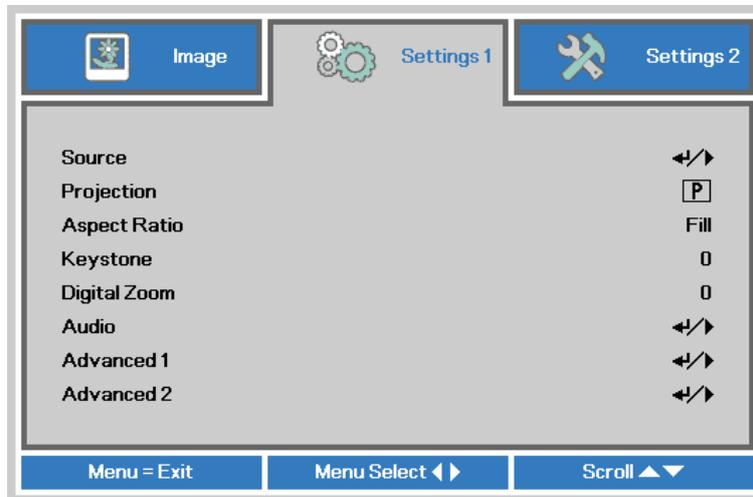 Image
Settings 1
Settings 2
Source
Projection P
Aspect Ratio Fill
Keystone 0
Digital Zoom 0
Audio
Advanced 1
Advanced 2
Menu = Exit
Menu Select
Scroll